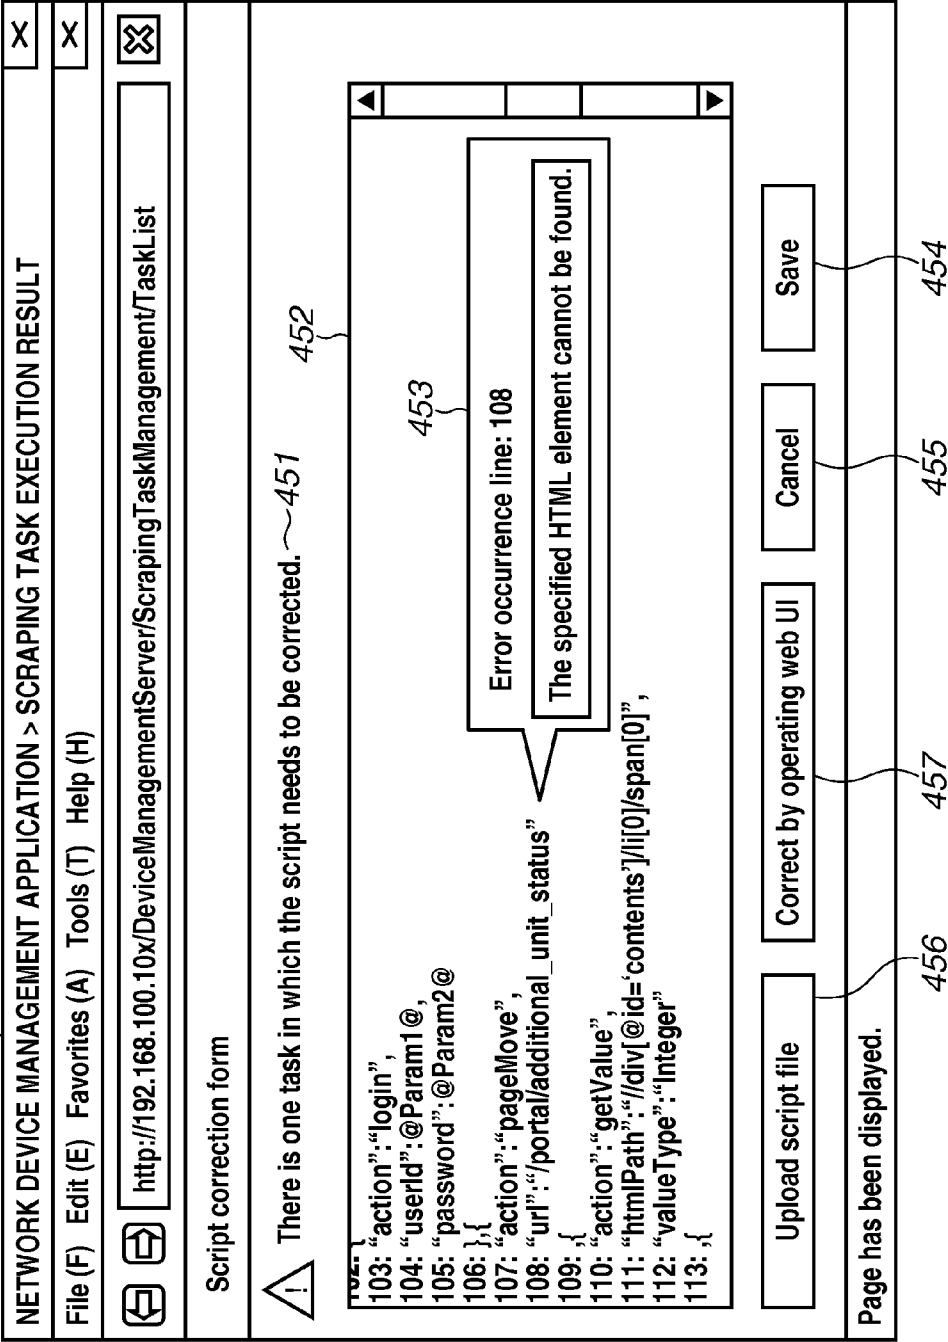 NETWORK DEVICE MANAGEMENT APPLICATION > SCRAPING TASK EXECUTION RESULT
File (F) Edit (E) Favorites (A) Tools (T) Help (H)
http://192.168.100.10x/DeviceManagementServer/ScrapingTaskManagement/TaskList
Script correction form
There is one task in which the script needs to be corrected. 451
452
102: {
103: “action”:“login”,
104: “userId”:@Param1@,
105: “password”:@Param2@
106: },{
107: “action”:“pageMove”,
108: “url”:“/portal/additional_unit_status”
109: ,{
110: “action”:“getValue”,
111: “htmlPath”:“//div[@id=‘contents’]/li[0]/span[0]”,
112: “valueType”:“Integer”
113: ,{
453
Error occurrence line: 108
The specified HTML element cannot be found.
Upload script file Correct by operating web UI Cancel Save
456 457 455 454
Page has been displayed.